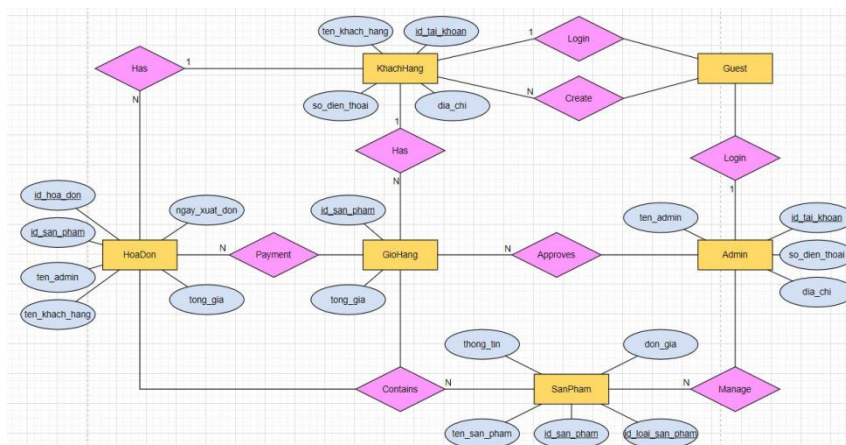 ten_khach_hang
id_tai_khoan
1
Login
Has
1
KhachHang
Guest
N
N
Create
so_dien_thoai
dia_chi
1
Has
Login
N
1
id_hoa_don
ngay_xuat_don
id_san_pham
ten_admin
id_tai_khoan
id_san_pham
HoaDon
N
Payment
GioHang
N
Approves
Admin
so_dien_thoai
ten_admin
tong_gia
tong_gia
dia_chi
ten_khach_hang
thong_tin
don_gia
Contains
N
SanPham
N
Manage
ten_san_pham
id_san_pham
id_loai_san_pham